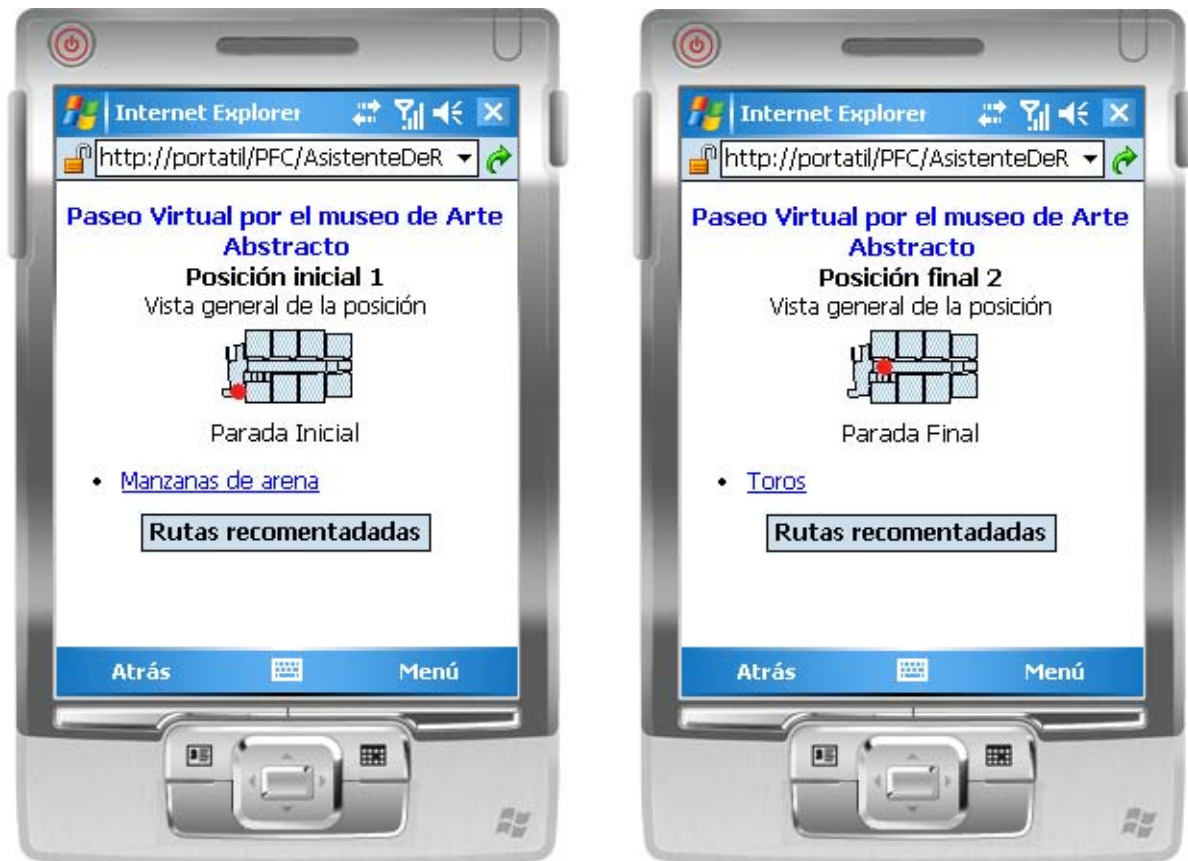 Internet Explorer
http://portatil/PFC/AsistenteDeR
Paseo Virtual por el museo de Arte
Abstracto
Posición inicial 1
Vista general de la posición
Parada Inicial
• Manzanas de arena
Rutas recomentadadas
Atrás
Menú
Internet Explorer
http://portatil/PFC/AsistenteDeR
Paseo Virtual por el museo de Arte
Abstracto
Posición final 2
Vista general de la posición
Parada Final
• Toros
Rutas recomentadadas
Atrás
Menú